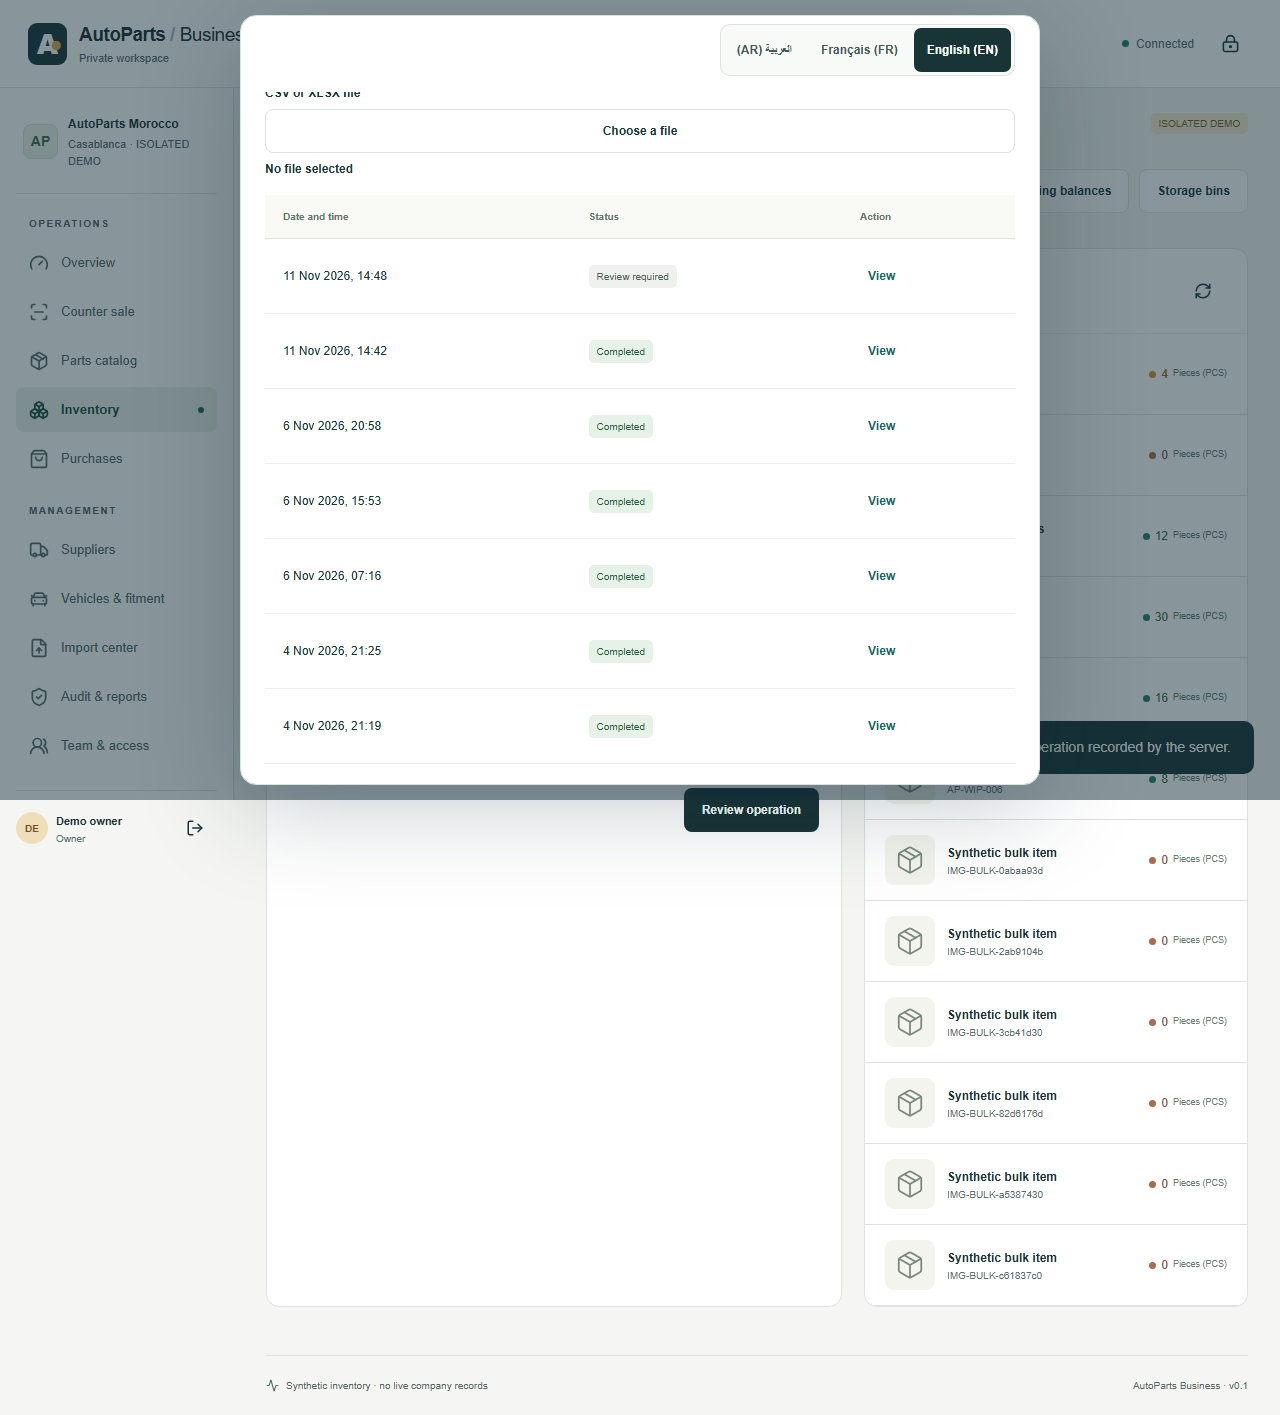 AutoParts / Busines
Private workspace
Connected
العربية (AR)
Français (FR)
English (EN)
AP
AutoParts Morocco
Casablanca · ISOLATED
DEMO
ISOLATED DEMO
ing balances
Storage bins
CSV or XLSX file
Choose a file
No file selected
OPERATIONS
Overview
Counter sale
Parts catalog
Inventory
Purchases
MANAGEMENT
Suppliers
Vehicles & fitment
Import center
Audit & reports
Team & access
DE
Demo owner
Owner
Date and time Status Action
11 Nov 2026, 14:48 Review required View
11 Nov 2026, 14:42 Completed View
6 Nov 2026, 20:58 Completed View
6 Nov 2026, 15:53 Completed View
6 Nov 2026, 07:16 Completed View
4 Nov 2026, 21:25 Completed View
4 Nov 2026, 21:19 Completed View
Review operation
4 Pieces (PCS)
0 Pieces (PCS)
s
12 Pieces (PCS)
30 Pieces (PCS)
16 Pieces (PCS)
eration recorded by the server.
8 Pieces (PCS)
AP-WIP-006
Synthetic bulk item
IMG-BULK-0abaa93d
0 Pieces (PCS)
Synthetic bulk item
IMG-BULK-2ab9104b
0 Pieces (PCS)
Synthetic bulk item
IMG-BULK-3cb41d30
0 Pieces (PCS)
Synthetic bulk item
IMG-BULK-82d6176d
0 Pieces (PCS)
Synthetic bulk item
IMG-BULK-a5387430
0 Pieces (PCS)
Synthetic bulk item
IMG-BULK-c61837c0
0 Pieces (PCS)
Synthetic inventory · no live company records
AutoParts Business · v0.1